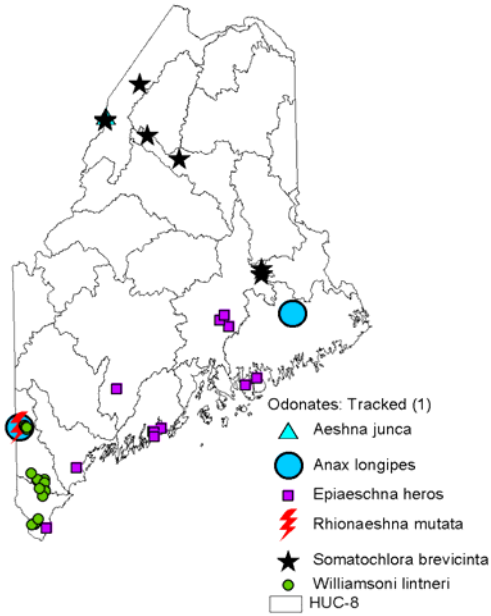 Odonates: Tracked (1)
Aeshna junca
Anax longipes
Epiaeschna heros
Rhionaeshna mutata
Somatochlora brevicinta
Williamsoni lintneri
HUC-8